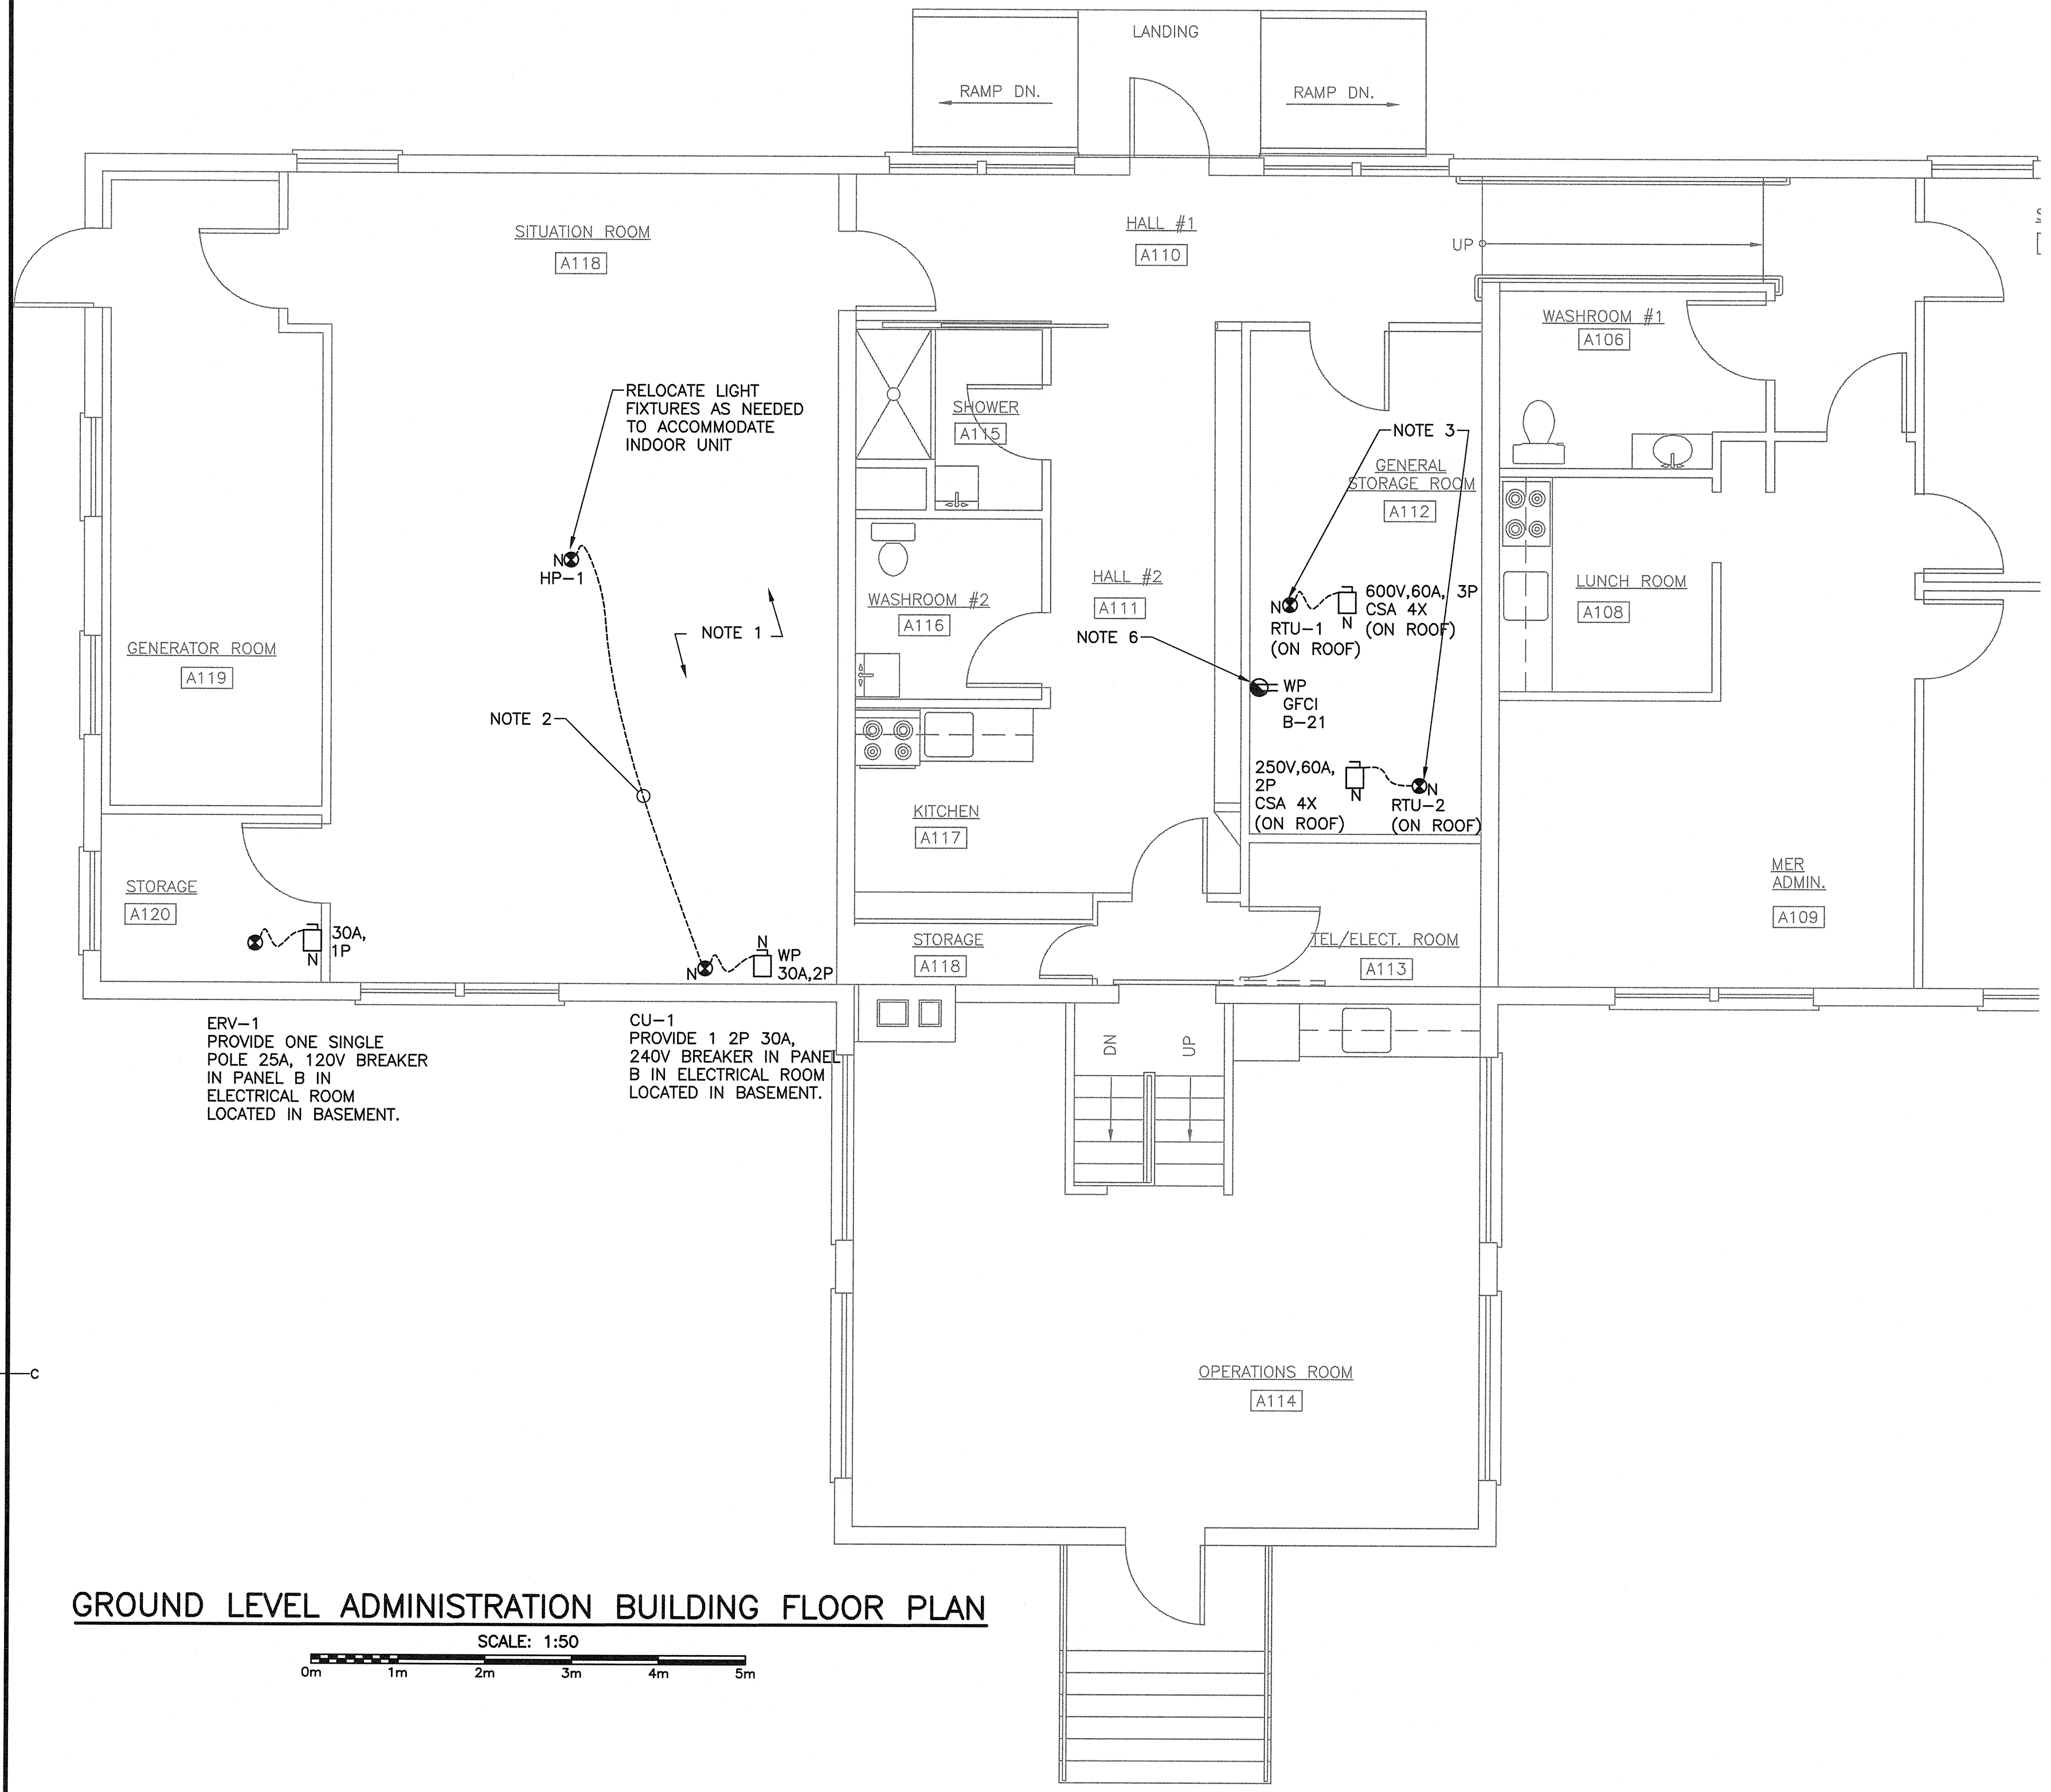 LANDING
RAMP DN.
RAMP DN.
SITUATION ROOM
A118
HALL #1
A110
UP
WASHROOM #1
A106
RELOCATE LIGHT
FIXTURES AS NEEDED
TO ACCOMMODATE
INDOOR UNIT
SHOWER
A115
NOTE 3
GENERAL
STORAGE ROOM
A112
N
HP-1
HALL #2
A111
LUNCH ROOM
A108
WASHROOM #2
A116
NOTE 1
N
RTU-1
(ON ROOF)
N
600V,60A, 3P
CSA 4X
(ON ROOF)
NOTE 6
GENERATOR ROOM
A119
WP
GFCI
B-21
NOTE 2
250V,60A,
2P
CSA 4X
(ON ROOF)
N
N
RTU-2
(ON ROOF)
KITCHEN
A117
MER
ADMIN.
A109
STORAGE
A120
30A,
1P
N
N
N
WP
30A,2P
STORAGE
A118
TEL/ELECT. ROOM
A113
ERV-1
PROVIDE ONE SINGLE
POLE 25A, 120V BREAKER
IN PANEL B IN
ELECTRICAL ROOM
LOCATED IN BASEMENT.
CU-1
PROVIDE 1 2P 30A,
240V BREAKER IN PANEL
B IN ELECTRICAL ROOM
LOCATED IN BASEMENT.
DN
UP
C
OPERATIONS ROOM
A114
GROUND LEVEL ADMINISTRATION BUILDING FLOOR PLAN
SCALE: 1:50
0m 1m 2m 3m 4m 5m